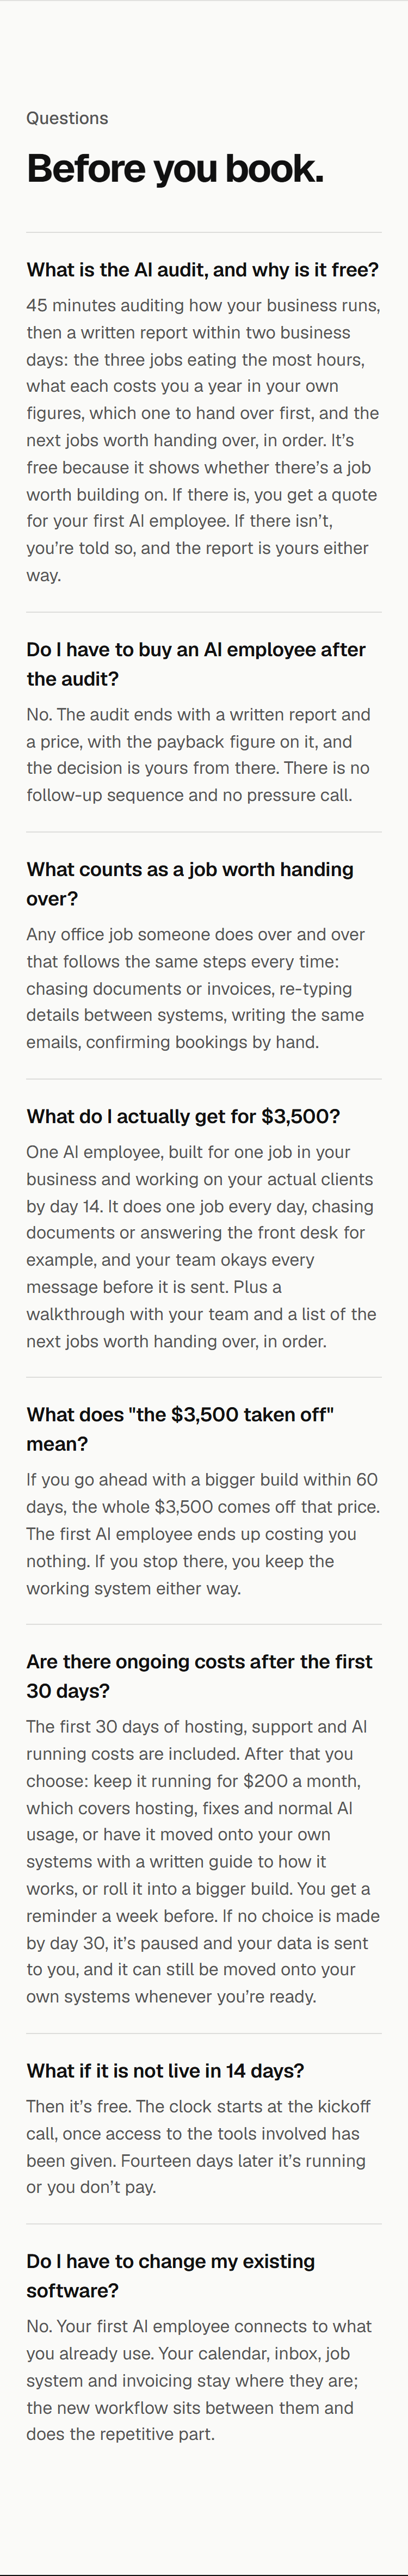 Questions
Before you book.
What is the AI audit, and why is it free?
45 minutes auditing how your business runs,
then a written report within two business
days: the three jobs eating the most hours,
what each costs you a year in your own
figures, which one to hand over first, and the
next jobs worth handing over, in order. It’s
free because it shows whether there’s a job
worth building on. If there is, you get a quote
for your first AI employee. If there isn’t,
you’re told so, and the report is yours either
way.
Do I have to buy an AI employee after
the audit?
No. The audit ends with a written report and
a price, with the payback figure on it, and
the decision is yours from there. There is no
follow-up sequence and no pressure call.
What counts as a job worth handing
over?
Any office job someone does over and over
that follows the same steps every time:
chasing documents or invoices, re-typing
details between systems, writing the same
emails, confirming bookings by hand.
What do I actually get for $3,500?
One AI employee, built for one job in your
business and working on your actual clients
by day 14. It does one job every day, chasing
documents or answering the front desk for
example, and your team okays every
message before it is sent. Plus a
walkthrough with your team and a list of the
next jobs worth handing over, in order.
What does "the $3,500 taken off"
mean?
If you go ahead with a bigger build within 60
days, the whole $3,500 comes off that price.
The first AI employee ends up costing you
nothing. If you stop there, you keep the
working system either way.
Are there ongoing costs after the first
30 days?
The first 30 days of hosting, support and AI
running costs are included. After that you
choose: keep it running for $200 a month,
which covers hosting, fixes and normal AI
usage, or have it moved onto your own
systems with a written guide to how it
works, or roll it into a bigger build. You get a
reminder a week before. If no choice is made
by day 30, it’s paused and your data is sent
to you, and it can still be moved onto your
own systems whenever you’re ready.
What if it is not live in 14 days?
Then it’s free. The clock starts at the kickoff
call, once access to the tools involved has
been given. Fourteen days later it’s running
or you don’t pay.
Do I have to change my existing
software?
No. Your first AI employee connects to what
you already use. Your calendar, inbox, job
system and invoicing stay where they are;
the new workflow sits between them and
does the repetitive part.